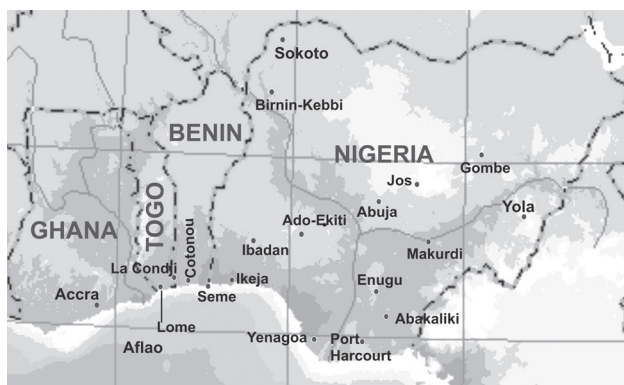 Sokoto
Birnin-Kebbi
BENIN
NIGERIA
Gombe
Jos
TOGO
Abuja
Yola
GHANA
Ado-Ekiti
Cotonou
Ibadan
Makurdi
La Condji
Ikeja
Enugu
Accra
Seme
Abakaliki
Lome
Yenagoa
Port
Harcourt
Aflao